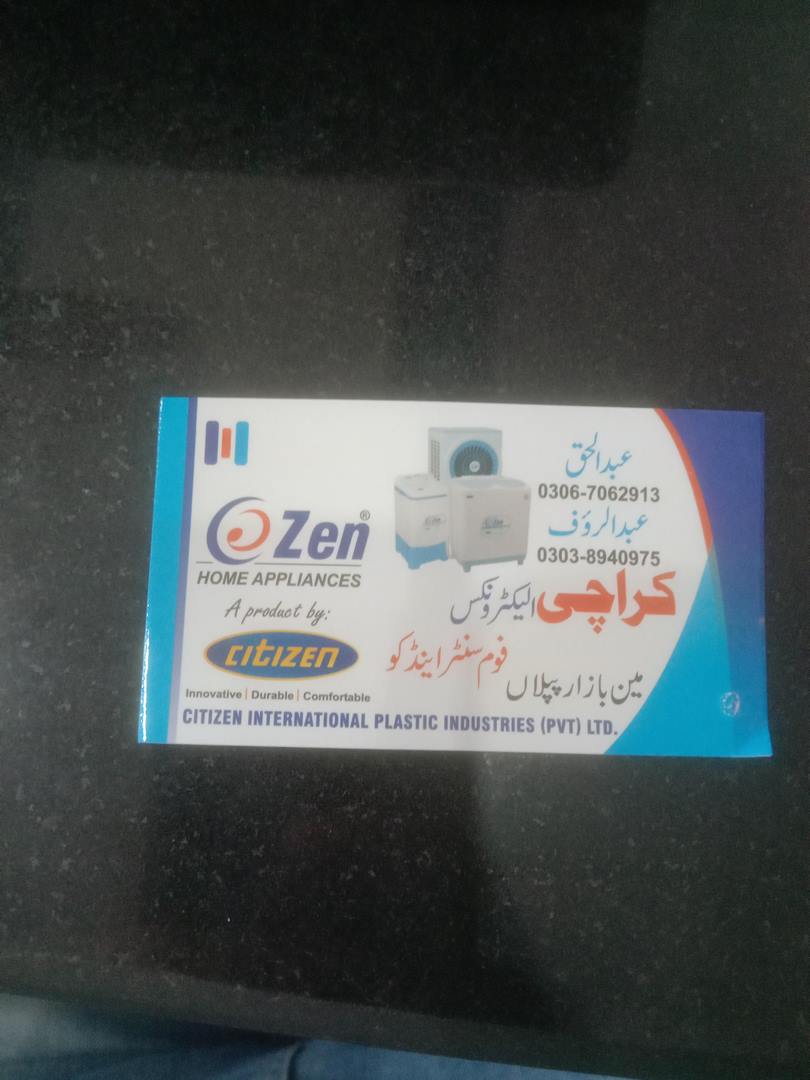 Zen®
HOME APPLIANCES
A product by:
CITIZEN
Innovative | Durable | Comfortable
CITIZEN INTERNATIONAL PLASTIC INDUSTRIES (PVT) LTD.
عبدالحق
0306-7062913
عبدالرؤف
0303-8940975
کراچی الیکٹرونکس
فوم سنٹر اینڈ کو
مین بازار پپلاں